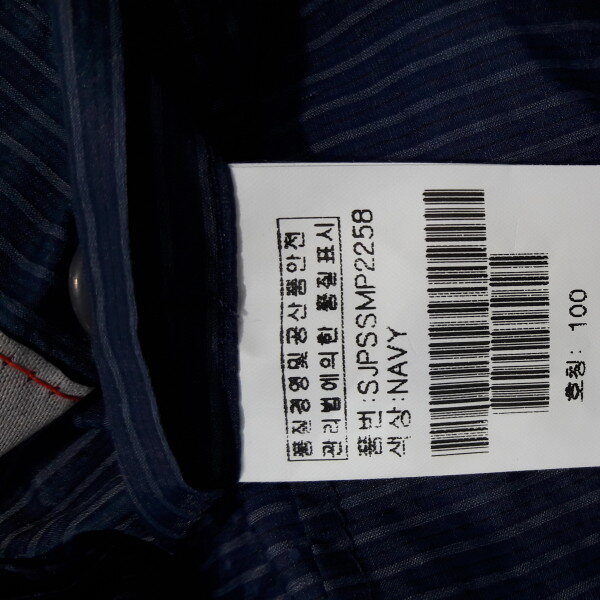 품질경영및공산품안전
관리법에의한 품질표시
품번:SJPSSMP2258
색상:NAVY
호칭: 100